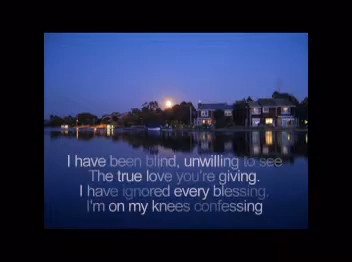 I have been blind, unwilling to see
The true love you're giving.
I have ignored every blessing.
I'm on my knees confessing